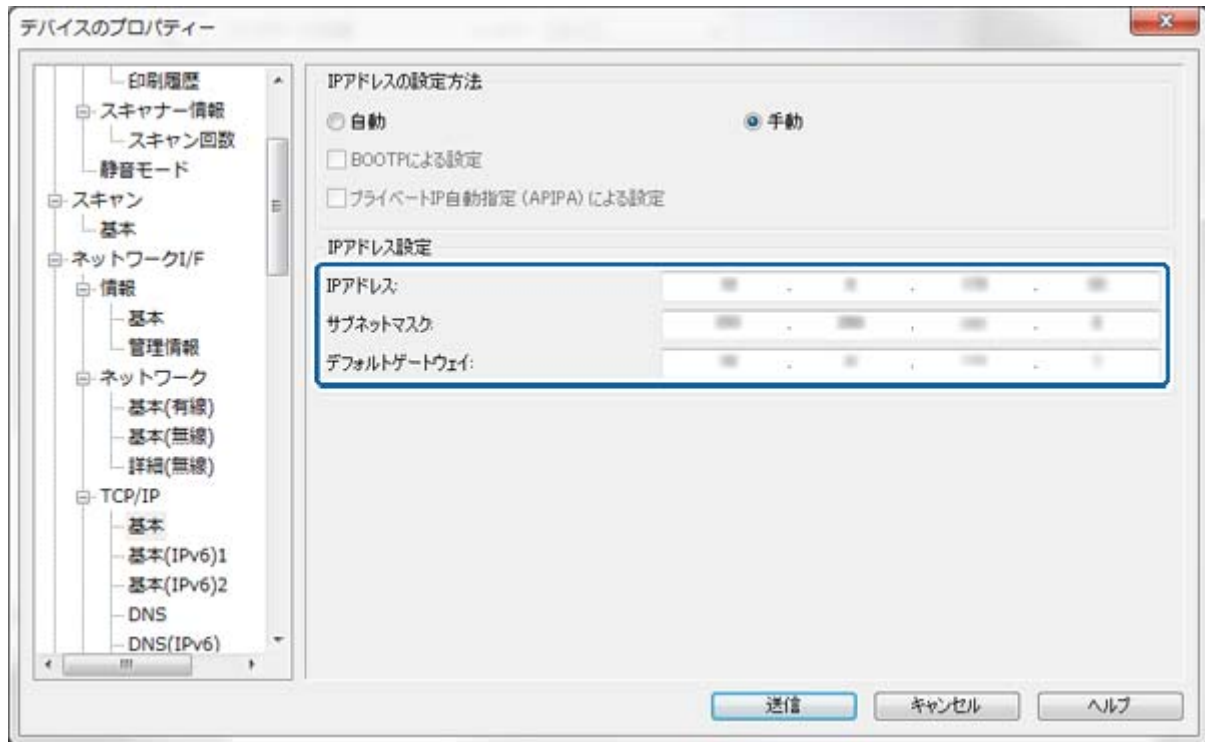 デバイスのプロパティー
印刷履歴
スキャナー情報
スキャン回数
静音モード
スキャン
基本
ネットワークI/F
情報
基本
管理情報
ネットワーク
基本(有線)
基本(無線)
詳細(無線)
TCP/IP
基本
基本(IPv6)1
基本(IPv6)2
DNS
DNS(IPv6)
IPアドレスの設定方法
自動
手動
BOOTPによる設定
プライベートIP自動指定 (APIPA) による設定
IPアドレス設定
IPアドレス:
サブネットマスク:
デフォルトゲートウェイ:
送信
キャンセル
ヘルプ